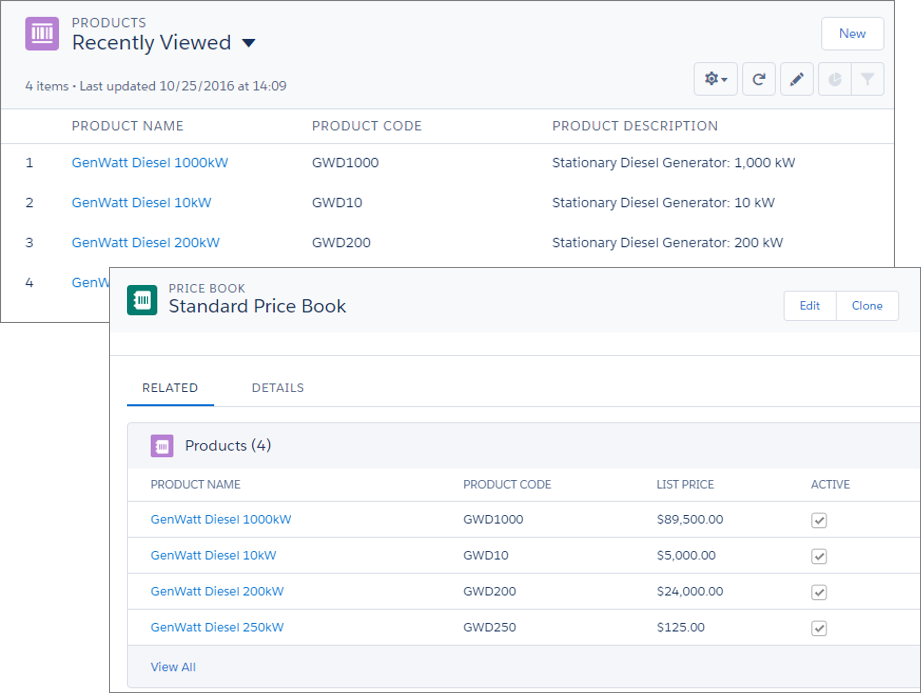 PRODUCTS
Recently Viewed
New
4 items • Last updated 10/25/2016 at 14:09
PRODUCT NAME PRODUCT CODE PRODUCT DESCRIPTION
1 GenWatt Diesel 1000kW GWD1000 Stationary Diesel Generator: 1,000 kW
2 GenWatt Diesel 10kW GWD10 Stationary Diesel Generator: 10 kW
3 GenWatt Diesel 200kW GWD200 Stationary Diesel Generator: 200 kW
4 GenW
PRICE BOOK
Standard Price Book
Edit Clone
RELATED DETAILS
Products (4)
PRODUCT NAME PRODUCT CODE LIST PRICE ACTIVE
GenWatt Diesel 1000kW GWD1000 $89,500.00
GenWatt Diesel 10kW GWD10 $5,000.00
GenWatt Diesel 200kW GWD200 $24,000.00
GenWatt Diesel 250kW GWD250 $125.00
View All